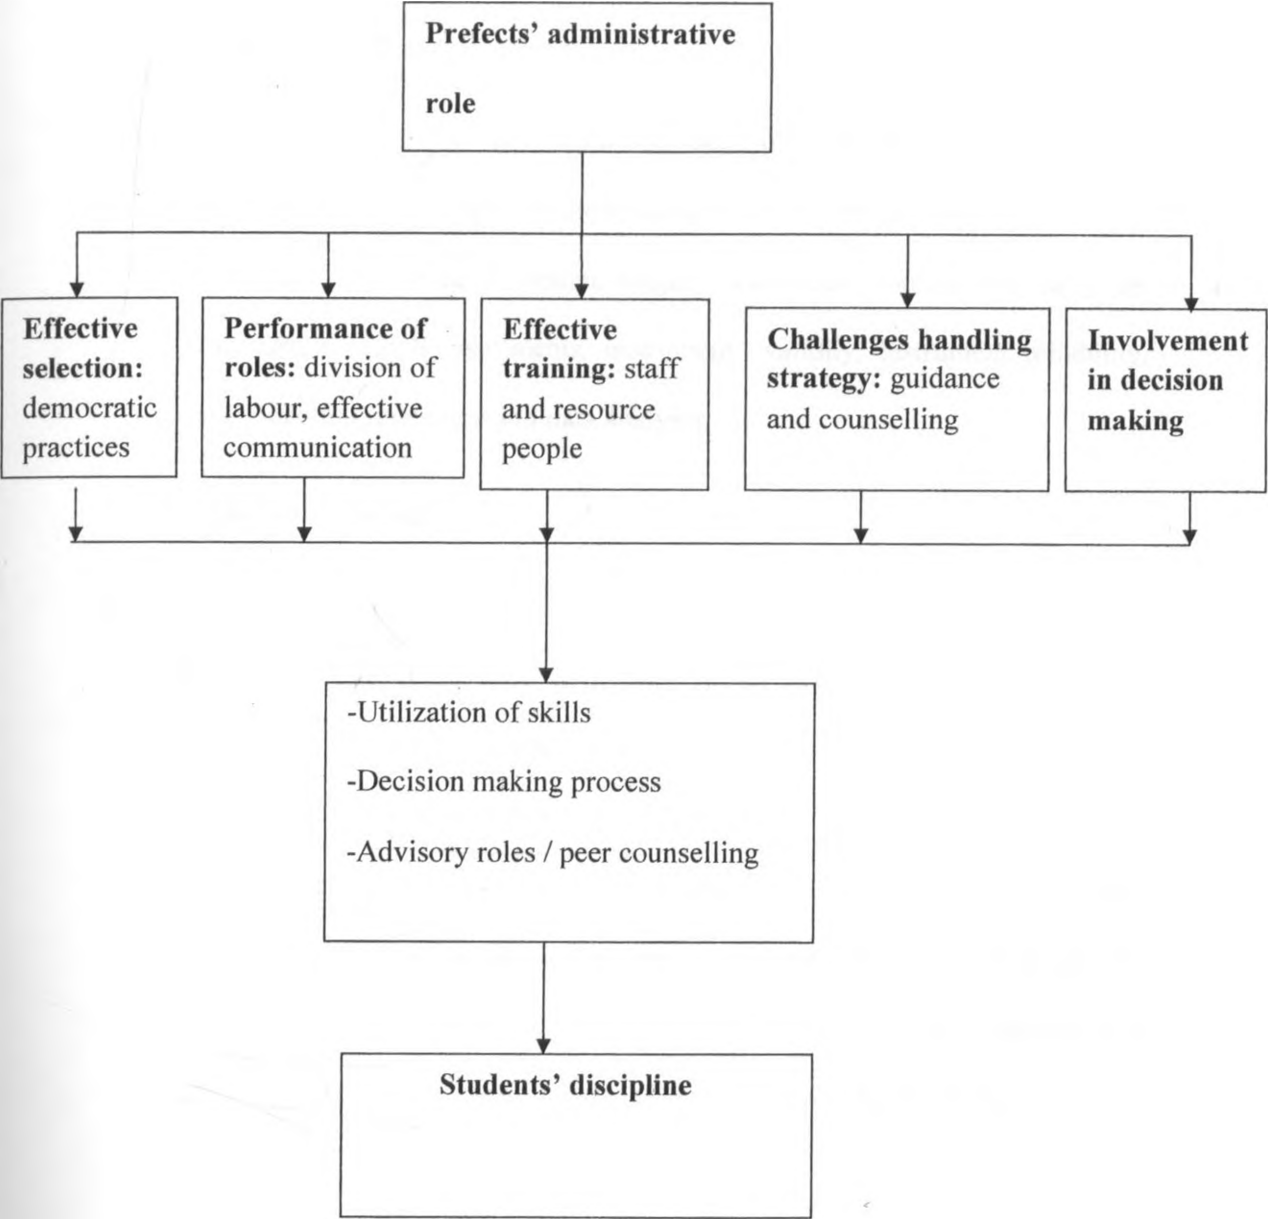 Prefects' administrative
role
Effective
selection:
democratic
practices
Performance of
roles: division of
labour, effective
communication
Effective
training: staff
and resource
people
Challenges handling
strategy: guidance
and counselling
Involvement
in decision
making
-Utilization of skills
-Decision making process
-Advisory roles / peer counselling
Students' discipline